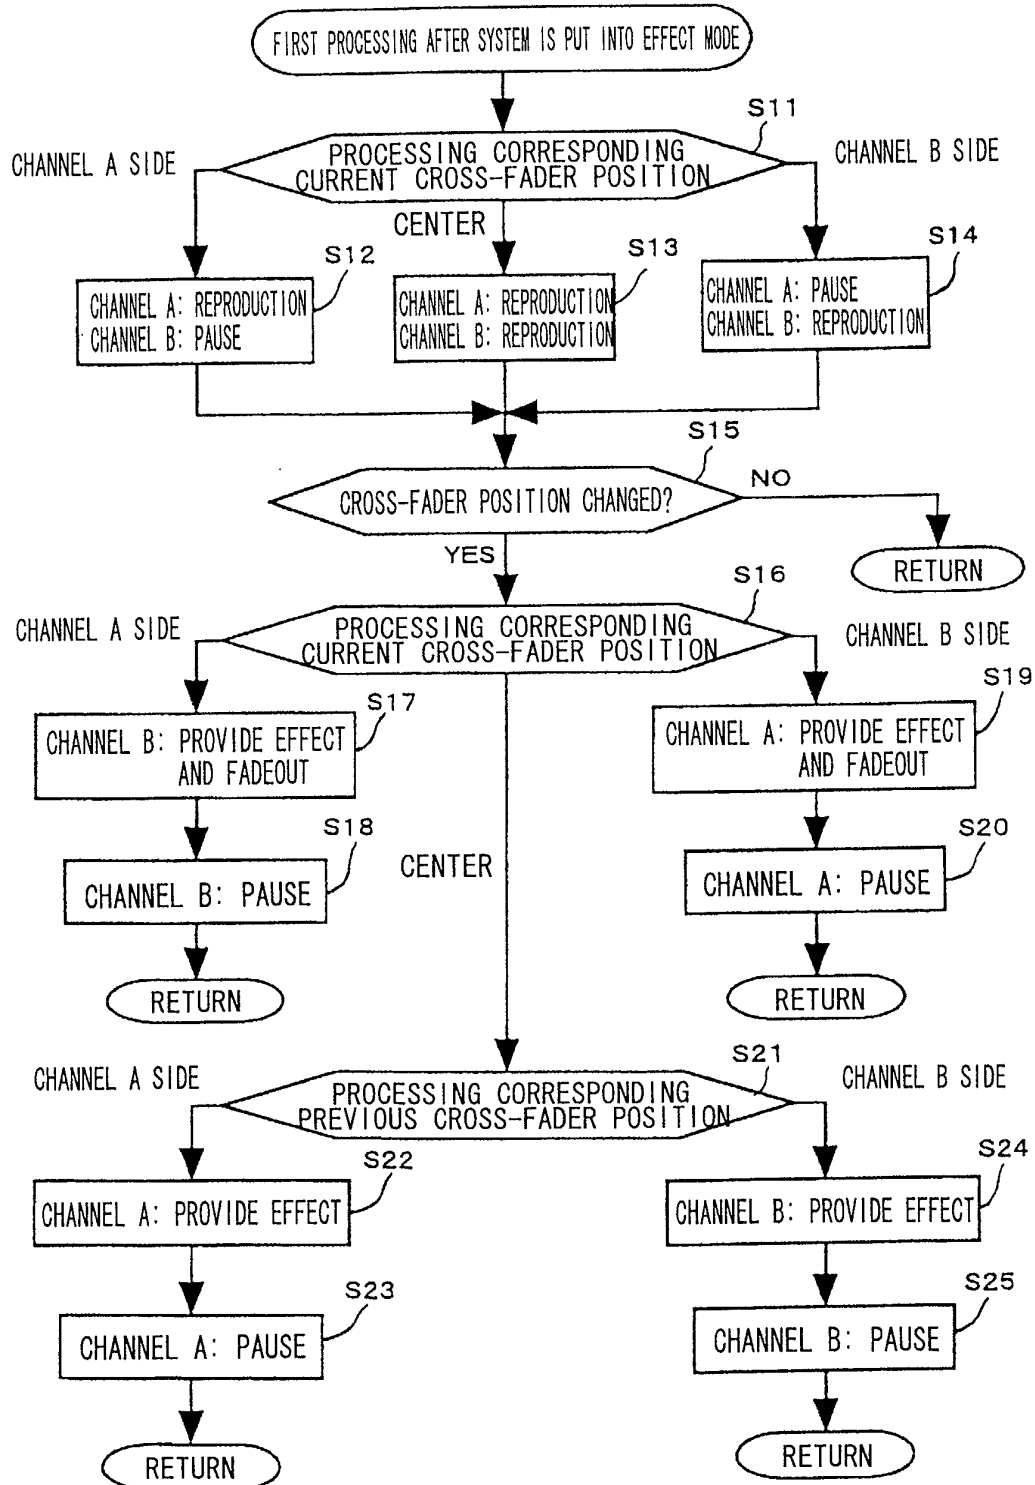 FIRST PROCESSING AFTER SYSTEM IS PUT INTO EFFECT MODE
S11
CHANNEL A SIDE
PROCESSING CORRESPONDING
CURRENT CROSS-FADER POSITION
CHANNEL B SIDE
CENTER
S12
S13
S14
CHANNEL A: REPRODUCTION
CHANNEL B: PAUSE
CHANNEL A: REPRODUCTION
CHANNEL B: REPRODUCTION
CHANNEL A: PAUSE
CHANNEL B: REPRODUCTION
S15
CROSS-FADER POSITION CHANGED?
NO
YES
RETURN
S16
CHANNEL A SIDE
PROCESSING CORRESPONDING
CURRENT CROSS-FADER POSITION
CHANNEL B SIDE
S17
S19
CHANNEL B: PROVIDE EFFECT
AND FADEOUT
CHANNEL A: PROVIDE EFFECT
AND FADEOUT
S18
S20
CENTER
CHANNEL B: PAUSE
CHANNEL A: PAUSE
RETURN
RETURN
S21
CHANNEL A SIDE
PROCESSING CORRESPONDING
PREVIOUS CROSS-FADER POSITION
CHANNEL B SIDE
S22
S24
CHANNEL A: PROVIDE EFFECT
CHANNEL B: PROVIDE EFFECT
S23
S25
CHANNEL A: PAUSE
CHANNEL B: PAUSE
RETURN
RETURN